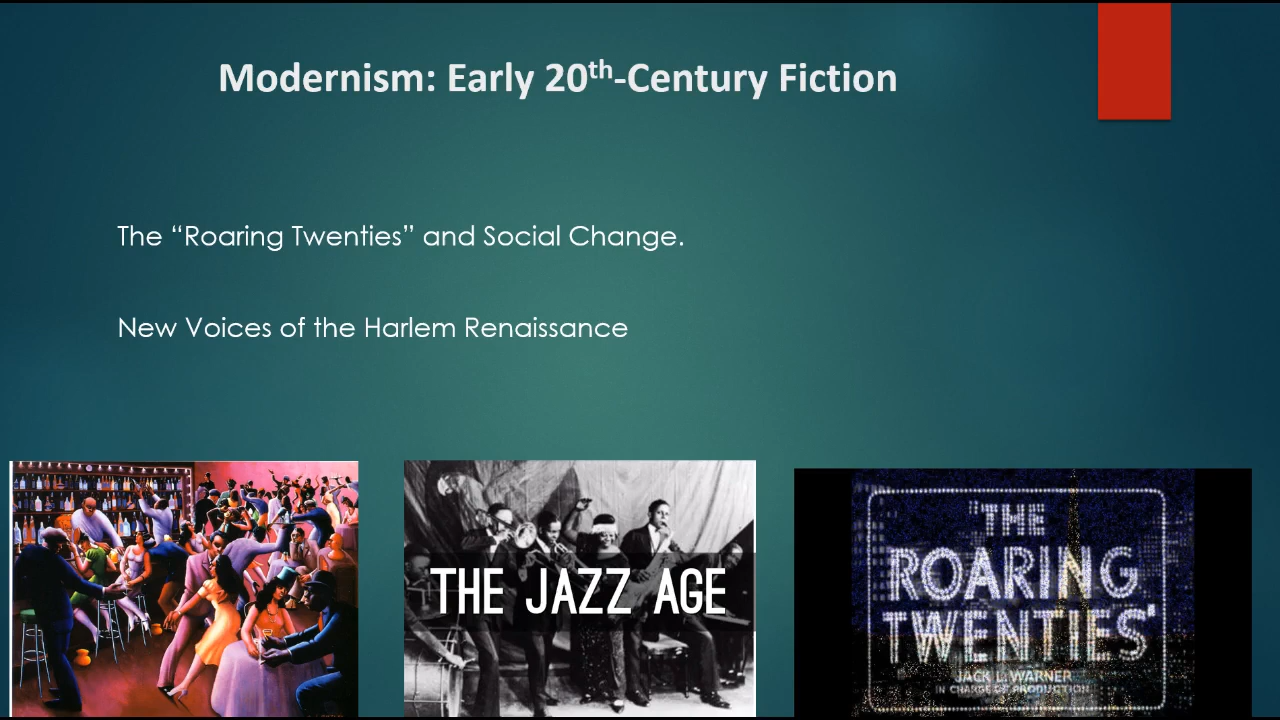 Modernism: Early 20th-Century Fiction
The “Roaring Twenties” and Social Change.
New Voices of the Harlem Renaissance
THE JAZZ AGE
"THE
ROARING
TWENTIES"
JACK L. WARNER
IN CHARGE OF PRODUCTION